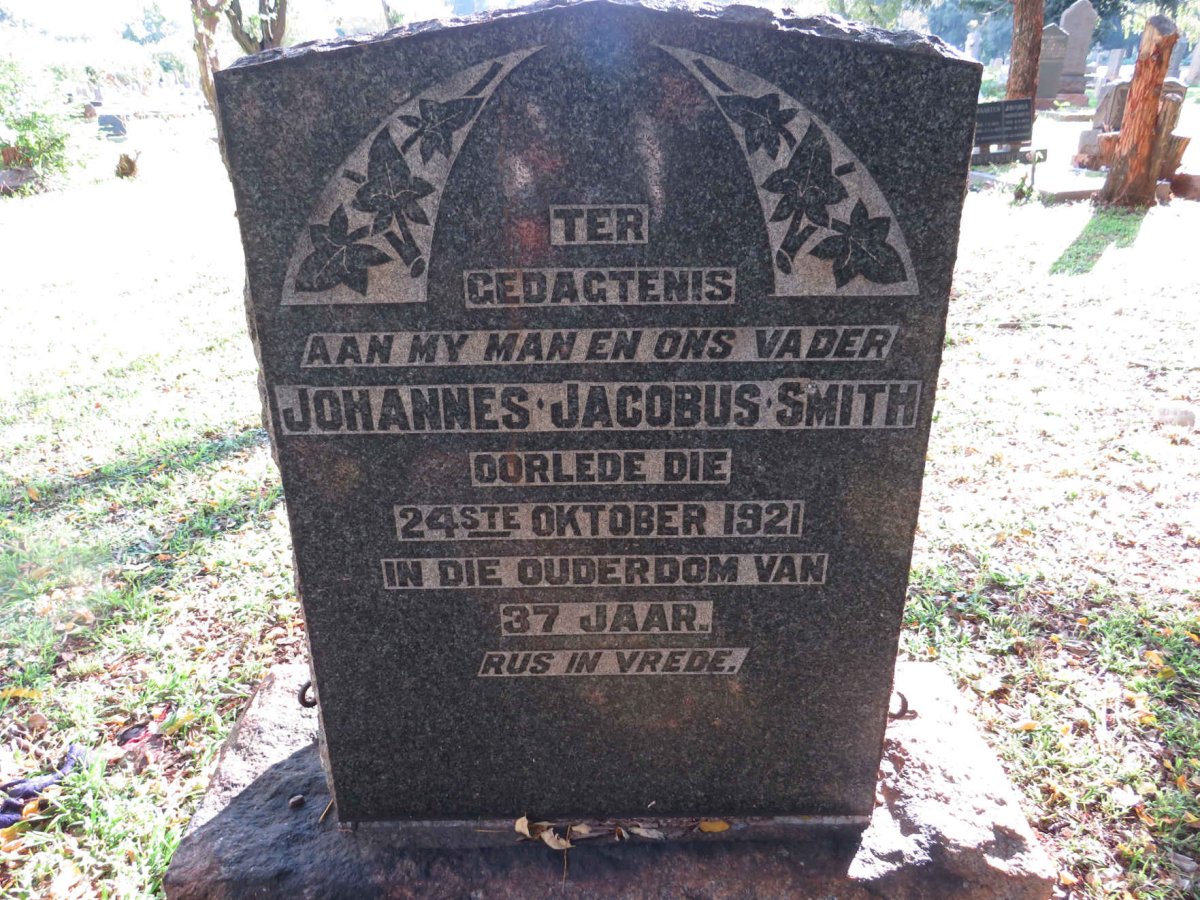 TER
GEDAGTENIS
AAN MY MAN EN ONS VADER
JOHANNES · JACOBUS · SMITH
OORLEDE DIE
24STE OKTOBER 1921
IN DIE OUDERDOM VAN
37 JAAR.
RUS IN VREDE.